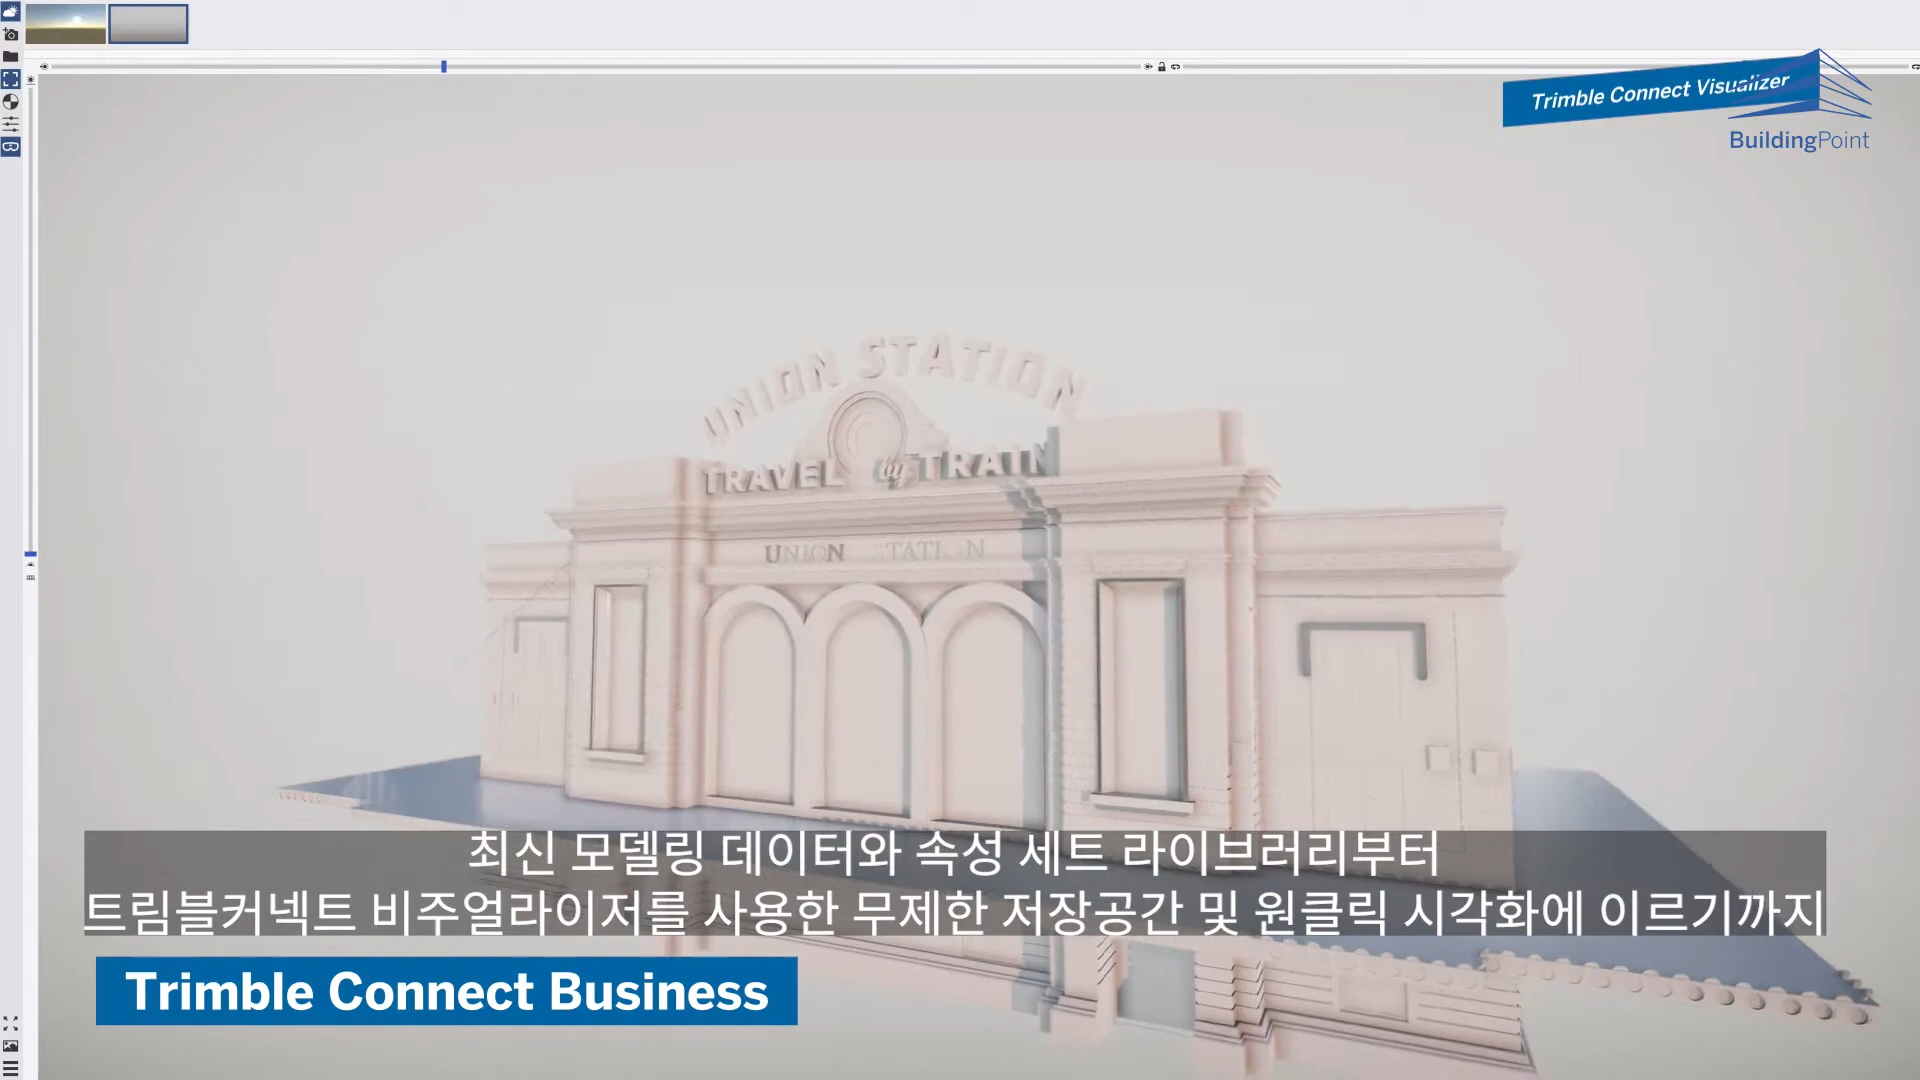 Trimble Connect Visualizer
BuildingPoint
UNION STATION
TRAVEL by TRAIN
UNION STATION
최신 모델링 데이터와 속성 세트 라이브러리부터
트림블커넥트 비주얼라이저를 사용한 무제한 저장공간 및 원클릭 시각화에 이르기까지
Trimble Connect Business